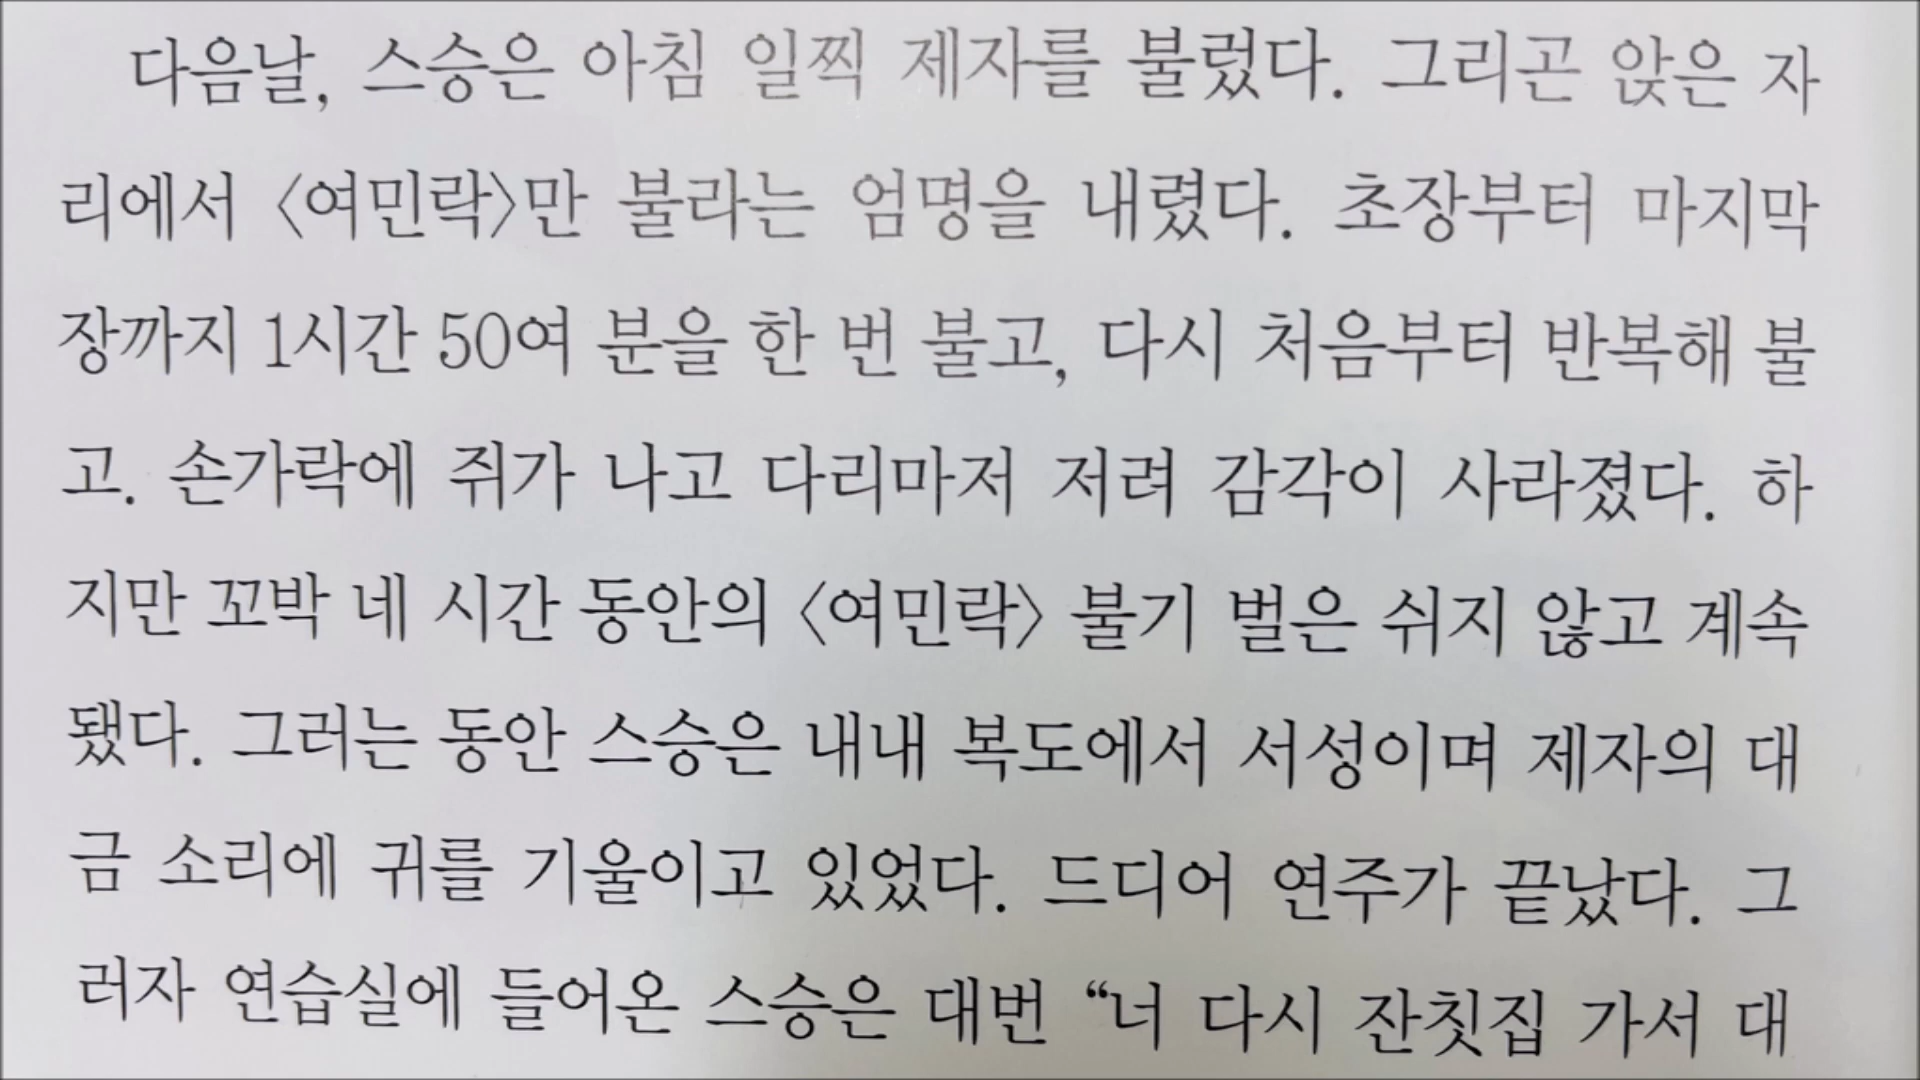 다음날, 스승은 아침 일찍 제자를 불렀다. 그리곤 앉은 자
리에서 〈여민락〉만 불라는 엄명을 내렸다. 초장부터 마지막
장까지 1시간 50여 분을 한 번 불고, 다시 처음부터 반복해 불
고. 손가락에 쥐가 나고 다리마저 저려 감각이 사라졌다. 하
지만 꼬박 네 시간 동안의 〈여민락〉 불기 벌은 쉬지 않고 계속
됐다. 그러는 동안 스승은 내내 복도에서 서성이며 제자의 대
금 소리에 귀를 기울이고 있었다. 드디어 연주가 끝났다. 그
러자 연습실에 들어온 스승은 대번 “너 다시 잔칫집 가서 대